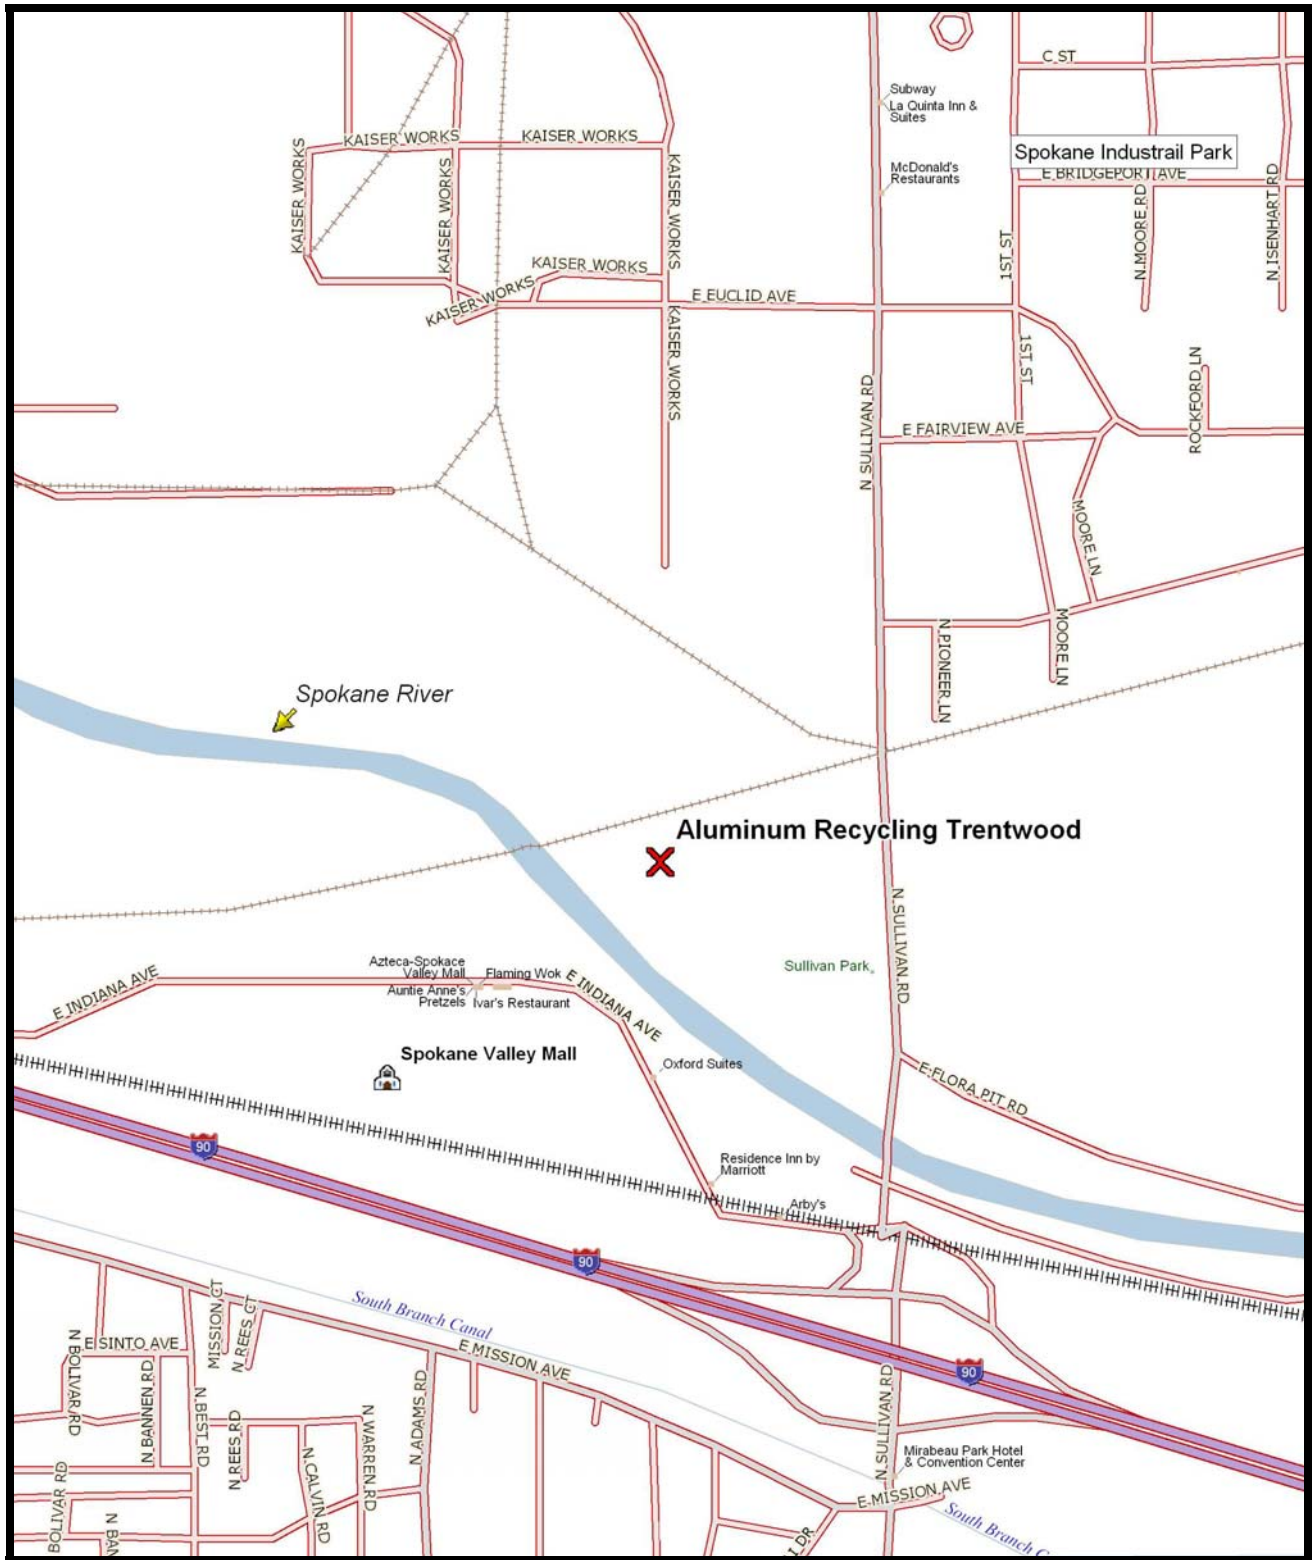 C ST
Subway
La Quinta Inn &
Suites
KAISER WORKS
KAISER WORKS
Spokane Industrail Park
McDonald's
Restaurants
E BRIDGEPORT AVE
KAISER WORKS
KAISER WORKS
KAISER WORKS
N MOORE RD
N ISENHART RD
1ST ST
KAISER WORKS
KAISER WORKS
E EUCLID AVE
KAISER WORKS
1ST ST
ROCKFORD LN
N SULLIVAN RD
E FAIRVIEW AVE
MOORE LN
N PIONEER LN
MOORE LN
Spokane River
Aluminum Recycling Trentwood
N SULLIVAN RD
Sullivan Park
Azteca-Spokace
Valley Mall
Flaming Wok
E INDIANA AVE
E INDIANA AVE
Auntie Anne's
Pretzels
Ivar's Restaurant
Spokane Valley Mall
Oxford Suites
E FLORA PIT RD
90
Residence Inn by
Marriott
Arby's
90
South Branch Canal
MISSION CT
N REES CT
E SINTO AVE
E MISSION AVE
90
N BOLIVAR RD
N BANNEN RD
N BEST RD
N REES RD
N ADAMS RD
N WARREN RD
N CALVIN RD
N SULLIVAN RD
Mirabeau Park Hotel
& Convention Center
E MISSION AVE
BOLIVAR RD
N BAN
South Branch C
DR